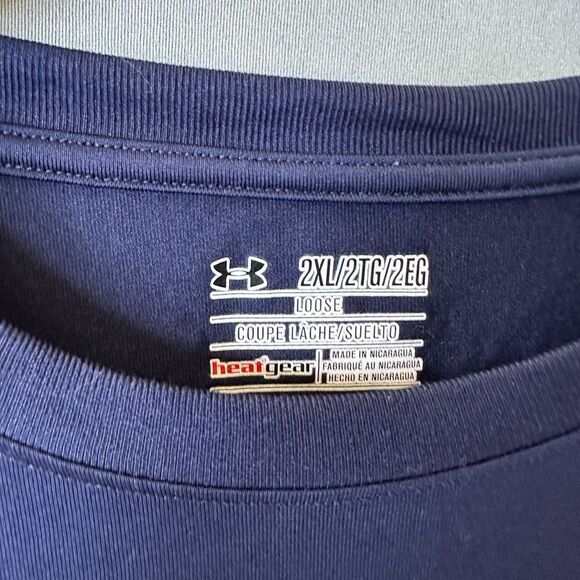 2XL/2TG/2EG
LOOSE
COUPE LÂCHE/SUELTO
heatgear
MADE IN NICARAGUA
FABRIQUÉ AU NICARAGUA
HECHO EN NICARAGUA